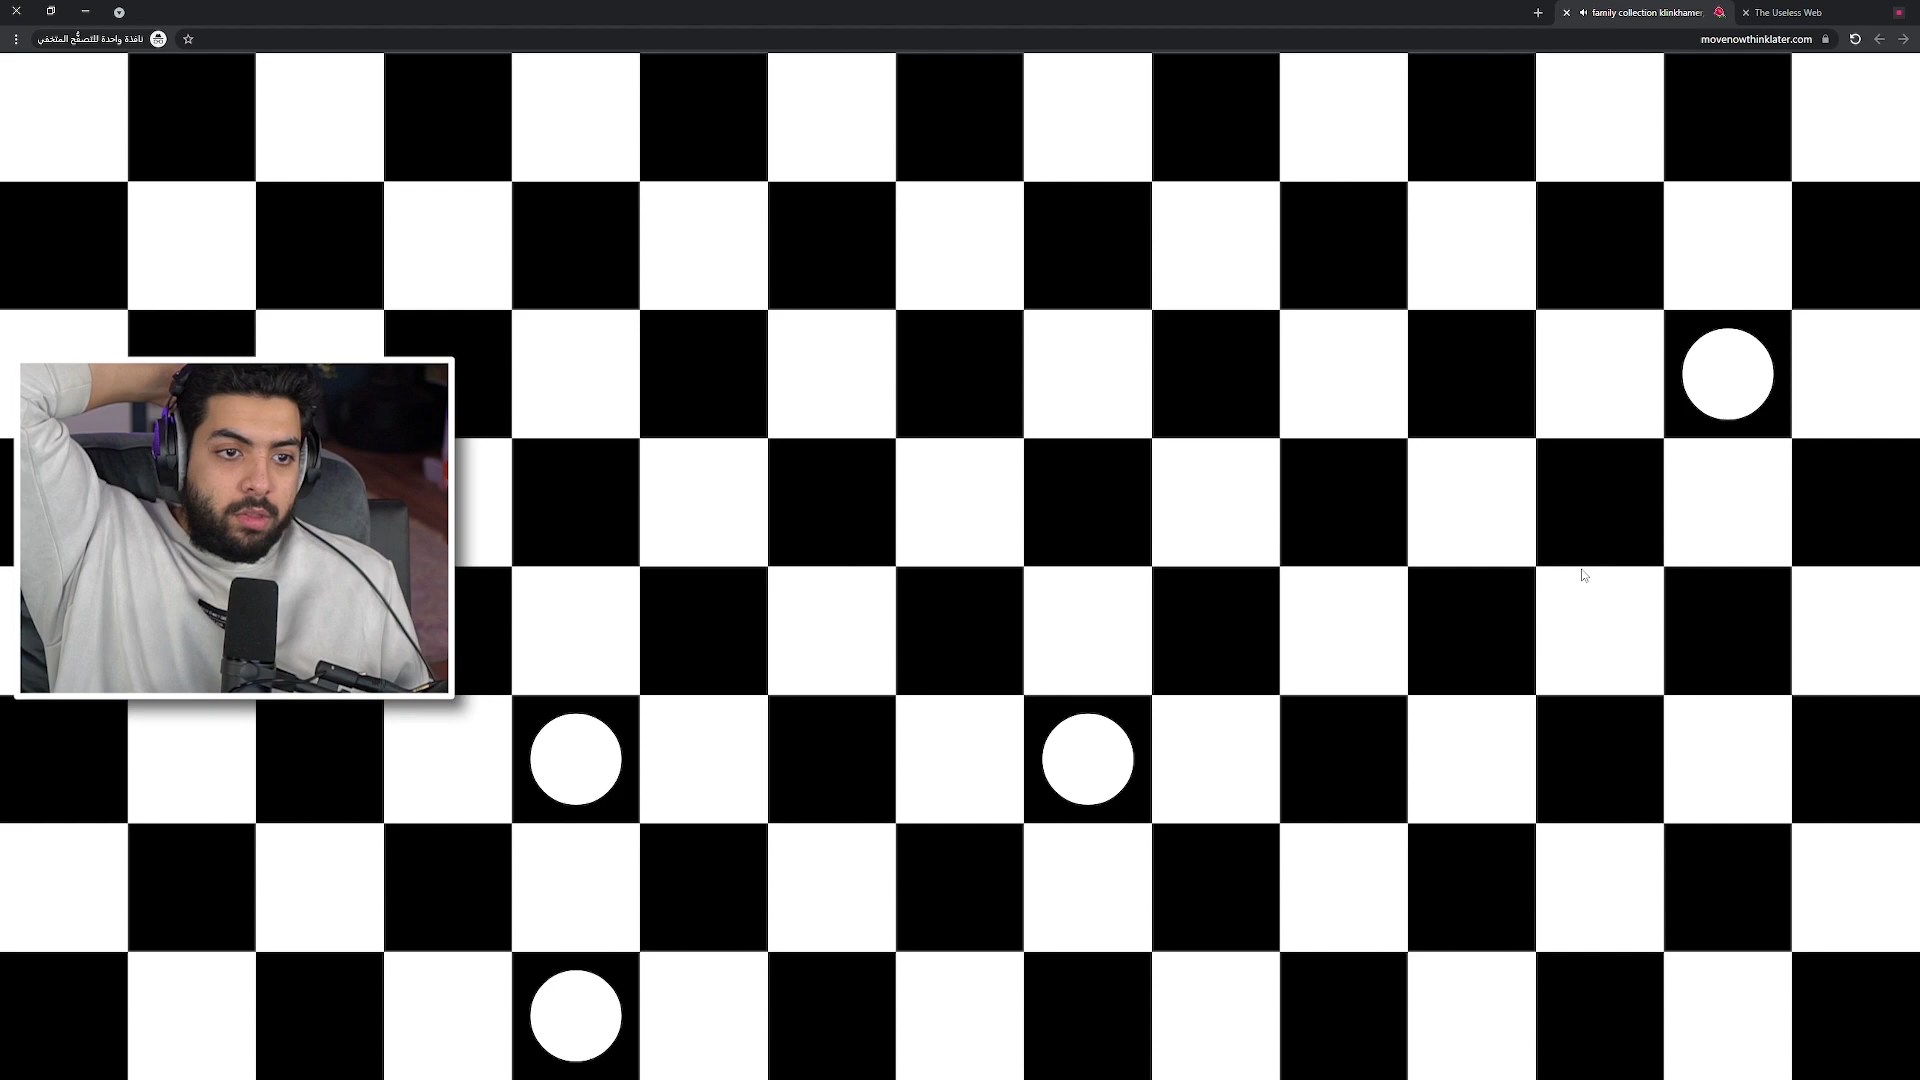 family collection klinkhamer
The Useless Web
نافذة واحدة للتصفُّح المتخفي
movenowthinklater.com